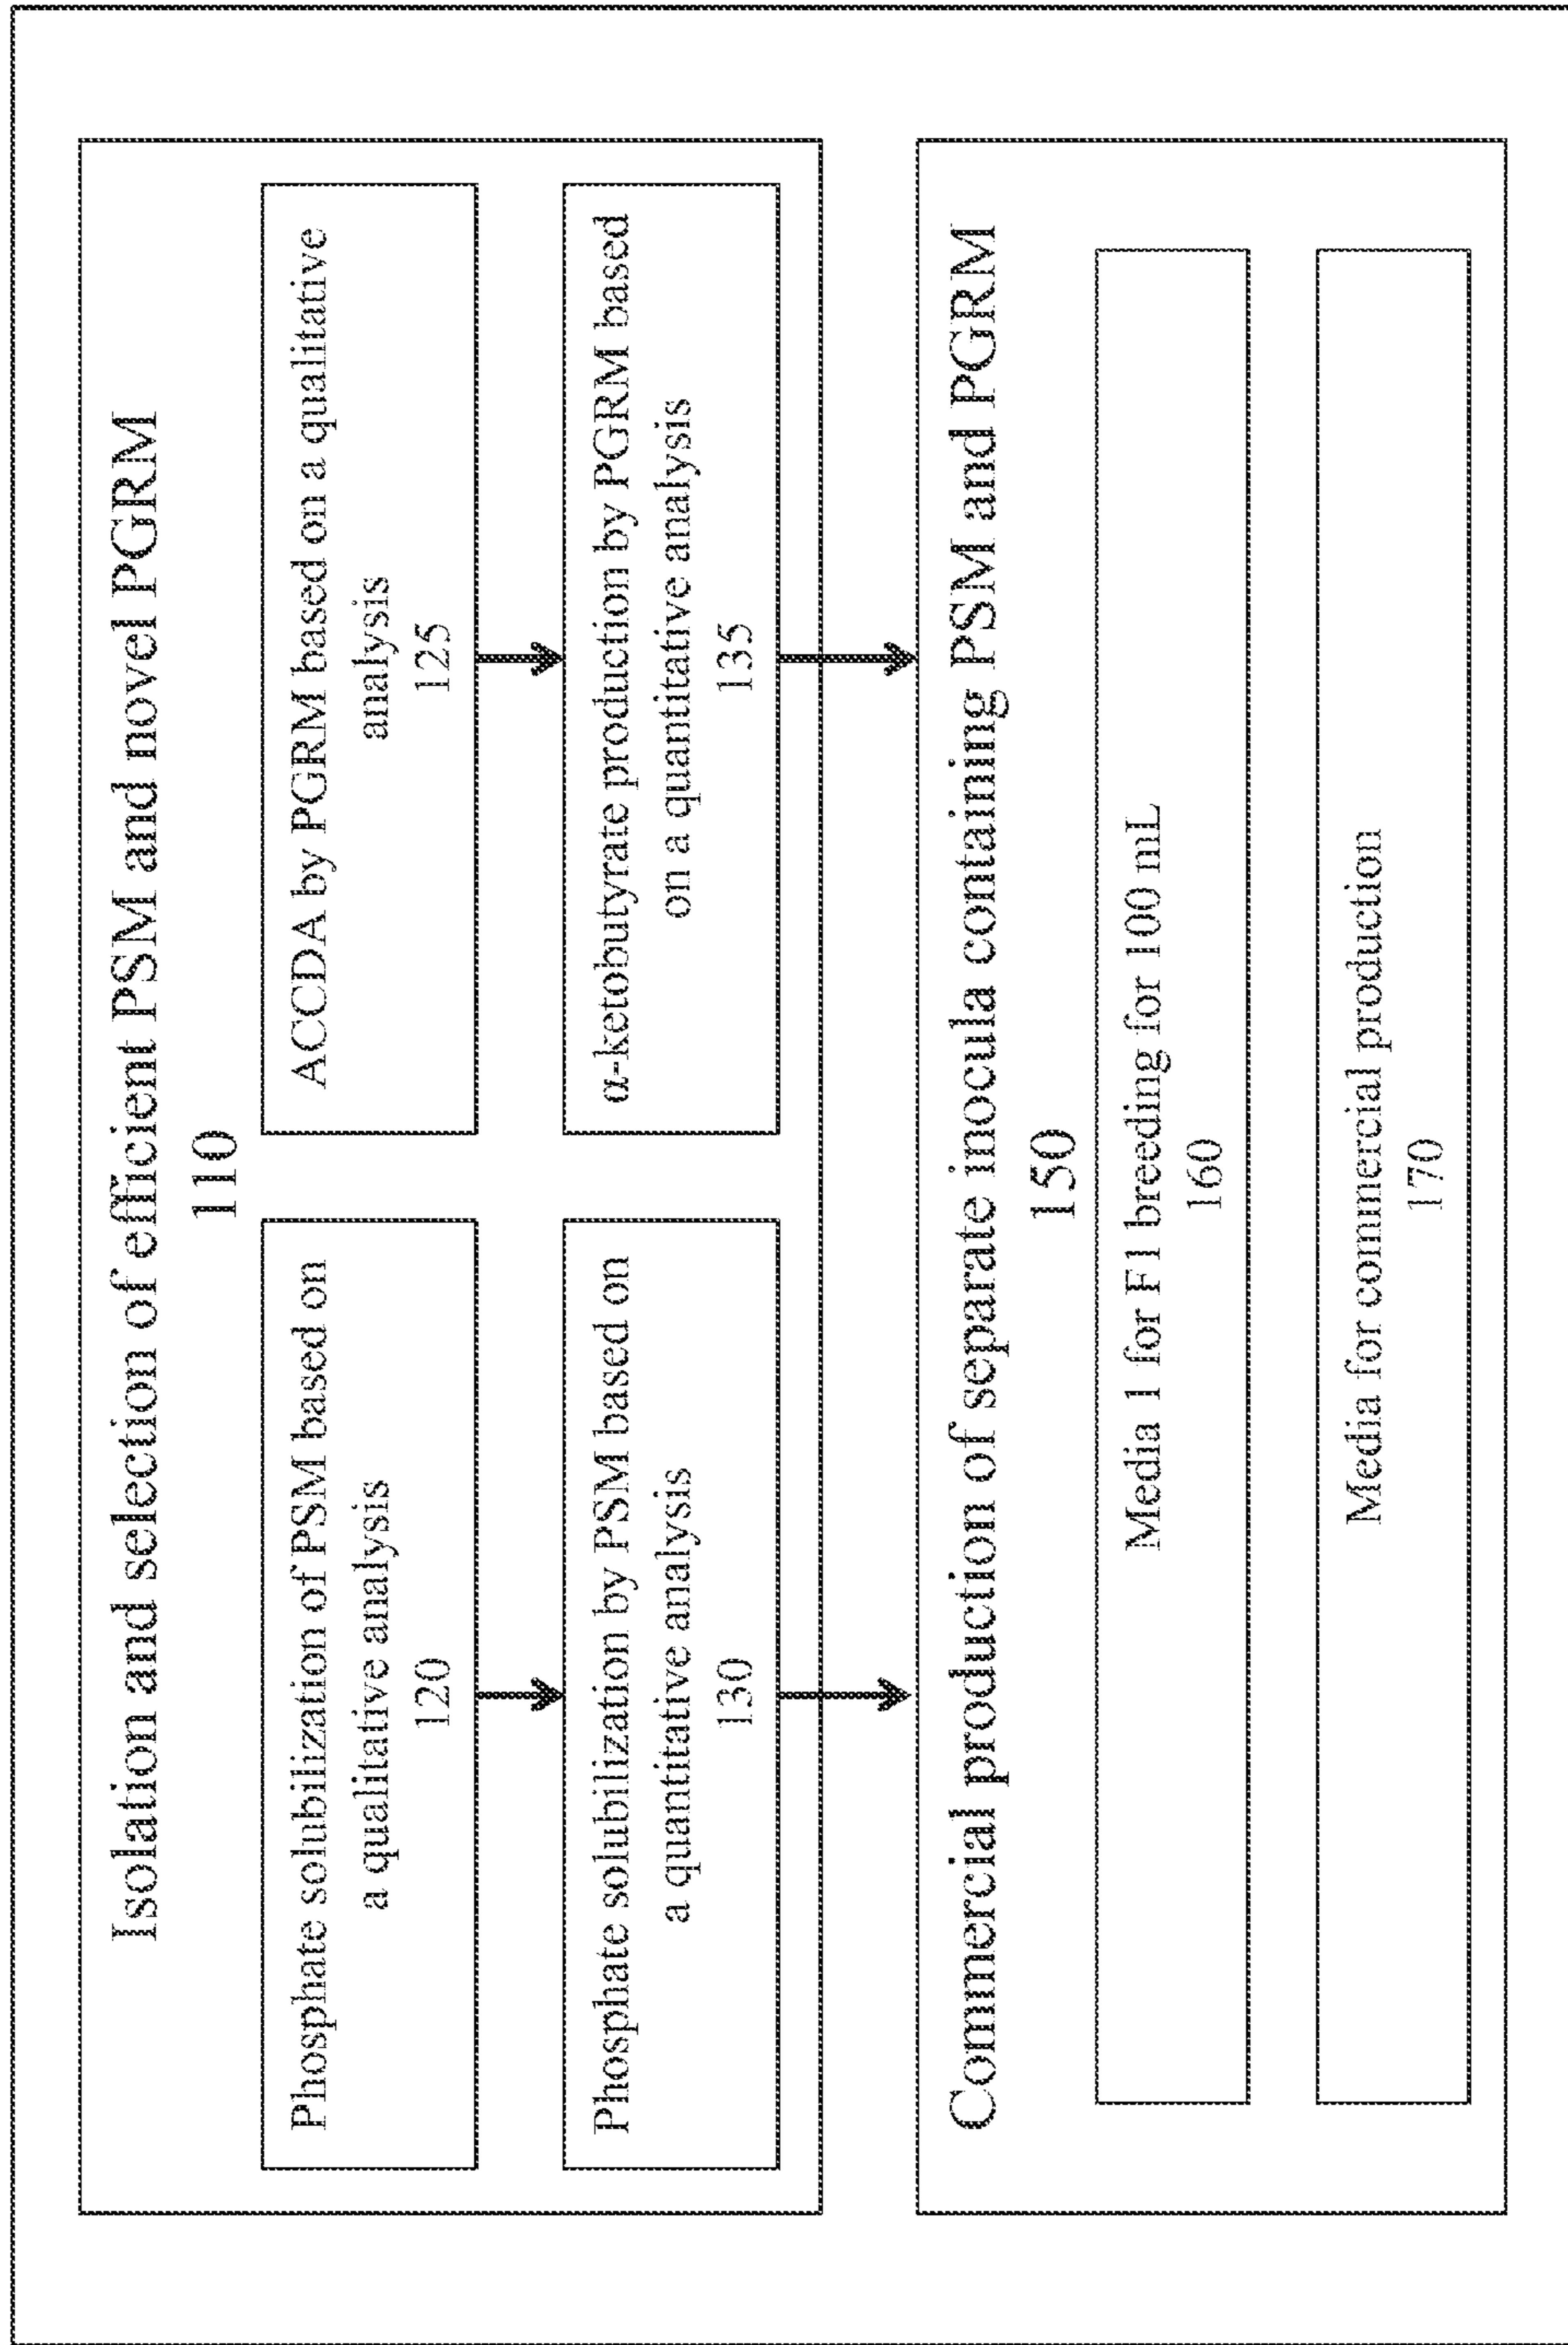 Isolation and selection of efficient PSM and novel PGRM
110
Phosphate solubilization of PSM based on
a qualitative analysis
120
ACCDA by PGRM based on a qualitative
analysis
125
Phosphate solubilization by PSM based on
a quantitative analysis
130
α-ketobutyrate production by PGRM based
on a quantitative analysis
135
Commercial production of separate inocula containing PSM and PGRM
150
Media 1 for F1 breeding for 100 mL
160
Media for commercial production
170